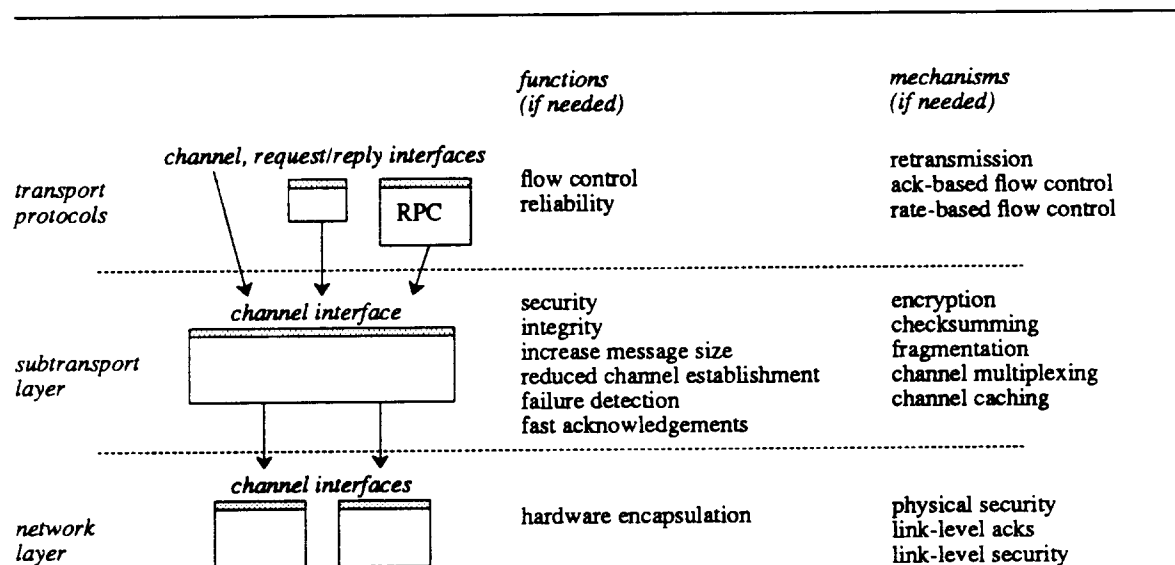 functions
(if needed)
mechanisms
(if needed)
channel, request/reply interfaces
transport
protocols
RPC
flow control
reliability
retransmission
ack-based flow control
rate-based flow control
channel interface
subtransport
layer
security
integrity
increase message size
reduced channel establishment
failure detection
fast acknowledgements
encryption
checksumming
fragmentation
channel multiplexing
channel caching
channel interfaces
network
layer
hardware encapsulation
physical security
link-level acks
link-level security